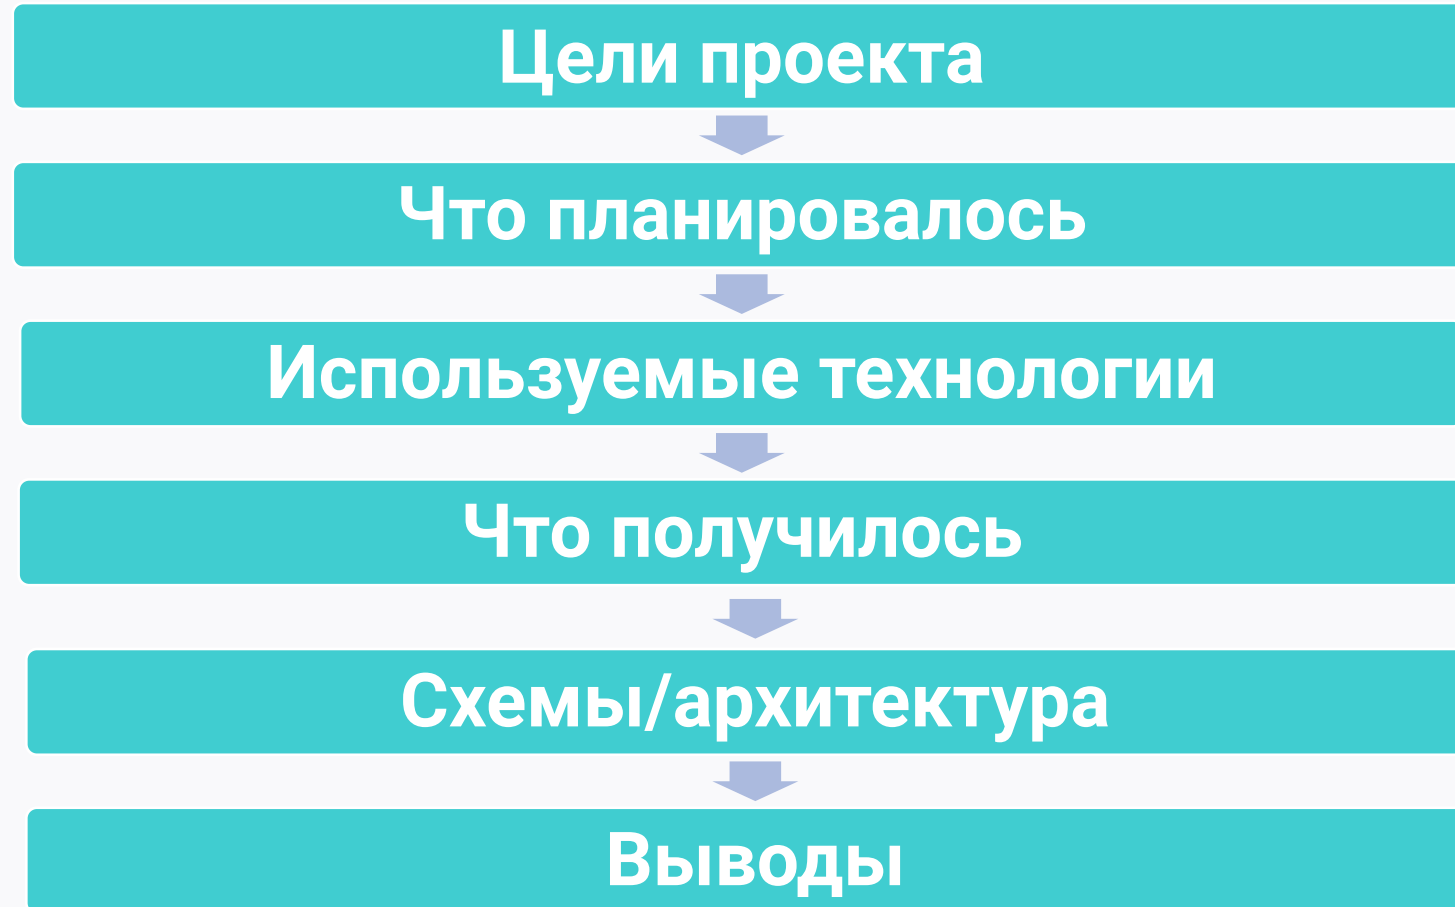 Цели проекта
Что планировалось
Используемые технологии
Что получилось
Схемы/архитектура
Выводы